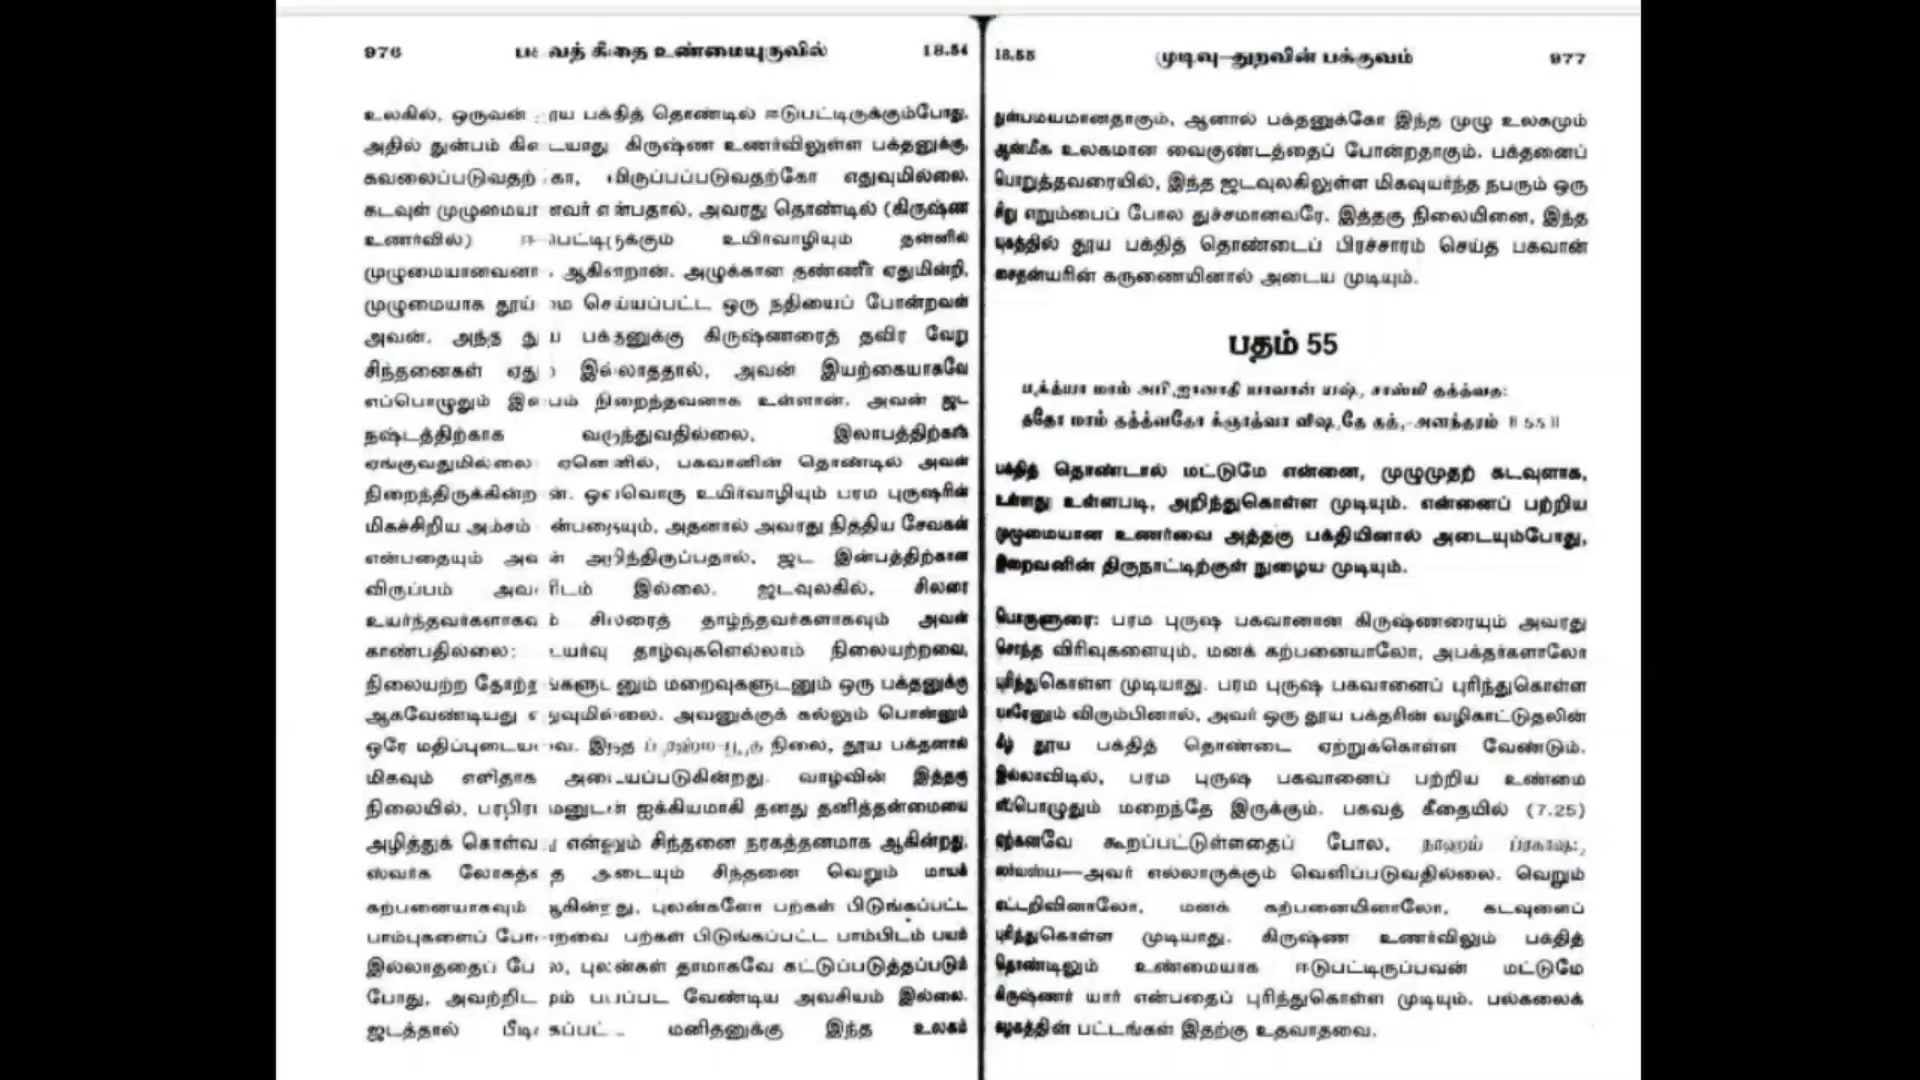 976 பகவத் கீதை உண்மையுருவில் 18.54
உலகில், ஒருவன் தூய பக்தித் தொண்டில் ஈடுபட்டிருக்கும்போது,
அதில் துன்பம் கிடையாது கிருஷ்ண உணர்விலுள்ள பக்தனுக்கு,
கவலைப்படுவதற்கோ, விருப்பப்படுவதற்கோ எதுவுமில்லை.
கடவுள் முழுமையானவர் என்பதால், அவரது தொண்டில் (கிருஷ்ண
உணர்வில்) ஈடுபட்டிருக்கும் உயிர்வாழியும் தன்னில்
முழுமையானவனாக ஆகின்றான். அழுக்கான தண்ணீர் ஏதுமின்றி,
முழுமையாக தூய்மை செய்யப்பட்ட ஒரு நதியைப் போன்றவன்
அவன். அந்த தூய பக்தனுக்கு கிருஷ்ணரைத் தவிர வேறு
சிந்தனைகள் ஏதும் இல்லாததால், அவன் இயற்கையாகவே
எப்பொழுதும் இன்பம் நிறைந்தவனாக உள்ளான். அவன் ஜட
நஷ்டத்திற்காக வருந்துவதில்லை, இலாபத்திற்காக
ஏங்குவதுமில்லை ஏனெனில், பகவானின் தொண்டில் அவன்
நிறைந்திருக்கின்றான். ஒவ்வொரு உயிர்வாழியும் பரம புருஷரின்
மிகச்சிறிய அம்சம் என்பதையும், அதனால் அவரது நித்திய சேவகன்
என்பதையும் அவன் அறிந்திருப்பதால், ஜட இன்பத்திற்கான
விருப்பம் அவனிடம் இல்லை. ஜடவுலகில், சிலரை
உயர்ந்தவர்களாகவும் சிலரைத் தாழ்ந்தவர்களாகவும் அவன்
காண்பதில்லை; உயர்வு தாழ்வுகளெல்லாம் நிலையற்றவை,
நிலையற்ற தோற்றங்களுடனும் மறைவுகளுடனும் ஒரு பக்தனுக்கு
ஆகவேண்டியது எதுவுமில்லை. அவனுக்குக் கல்லும் பொன்னும்
ஒரே மதிப்புடையவை. இந்த ப்ரஹ்ம-பூத நிலை, தூய பக்தனால்
மிகவும் எளிதாக அடையப்படுகின்றது. வாழ்வின் இத்தகு
நிலையில், பரபிரம்மனுடன் ஐக்கியமாகி தனது தனித்தன்மையை
அழித்துக் கொள்வது என்னும் சிந்தனை நரகத்தனமாக ஆகின்றது,
ஸ்வர்க லோகத்தை அடையும் சிந்தனை வெறும் மாயக்
கற்பனையாகவும் ஆகின்றது, புலன்களோ பற்கள் பிடுங்கப்பட்ட
பாம்புகளைப் போன்றவை பற்கள் பிடுங்கப்பட்ட பாம்பிடம் பயம்
இல்லாததைப் போல, புலன்கள் தாமாகவே கட்டுப்படுத்தப்படும்
போது, அவற்றிடமும் பயப்பட வேண்டிய அவசியம் இல்லை.
ஜடத்தால் பீடிக்கப்பட்ட மனிதனுக்கு இந்த உலகம்
18.55 முடிவு—துறவின் பக்குவம் 977
துன்பமயமானதாகும், ஆனால் பக்தனுக்கோ இந்த முழு உலகமும்
ஆன்மீக உலகமான வைகுண்டத்தைப் போன்றதாகும். பக்தனைப்
பொறுத்தவரையில், இந்த ஜடவுலகிலுள்ள மிகவுயர்ந்த நபரும் ஒரு
சிறு எறும்பைப் போல துச்சமானவரே. இத்தகு நிலையினை, இந்த
யுகத்தில் தூய பக்தித் தொண்டைப் பிரச்சாரம் செய்த பகவான்
சைதன்யரின் கருணையினால் அடைய முடியும்.
பதம் 55
பக்த்யா மாம் அபிஜானாதி யாவான் யஷ் சாஸ்மி தத்த்வத:
ததோ மாம் தத்த்வதோ க்ஞாத்வா விஷதே தத்-அனந்தரம் || 55 ||
பக்தித் தொண்டால் மட்டுமே என்னை, முழுமுதற் கடவுளாக,
உள்ளது உள்ளபடி, அறிந்துகொள்ள முடியும். என்னைப் பற்றிய
முழுமையான உணர்வை அத்தகு பக்தியினால் அடையும்போது,
இறைவனின் திருநாட்டிற்குள் நுழைய முடியும்.
பொருளுரை: பரம புருஷ பகவானான கிருஷ்ணரையும் அவரது
சொந்த விரிவுகளையும், மனக் கற்பனையாலோ, அபக்தர்களாலோ
புரிந்துகொள்ள முடியாது. பரம புருஷ பகவானைப் புரிந்துகொள்ள
யாரேனும் விரும்பினால், அவர் ஒரு தூய பக்தரின் வழிகாட்டுதலின்
கீழ் தூய பக்தித் தொண்டை ஏற்றுக்கொள்ள வேண்டும்.
இல்லாவிடில், பரம புருஷ பகவானைப் பற்றிய உண்மை
எப்பொழுதும் மறைந்தே இருக்கும். பகவத் கீதையில் (7.25)
ஏற்கனவே கூறப்பட்டுள்ளதைப் போல, நாஹம் ப்ரகாஷ:
ஸர்வஸ்ய—அவர் எல்லாருக்கும் வெளிப்படுவதில்லை. வெறும்
ஏட்டறிவினாலோ, மனக் கற்பனையினாலோ, கடவுளைப்
புரிந்துகொள்ள முடியாது. கிருஷ்ண உணர்விலும் பக்தித்
தொண்டிலும் உண்மையாக ஈடுபட்டிருப்பவன் மட்டுமே
கிருஷ்ணர் யார் என்பதைப் புரிந்துகொள்ள முடியும். பல்கலைக்
கழகத்தின் பட்டங்கள் இதற்கு உதவாதவை.